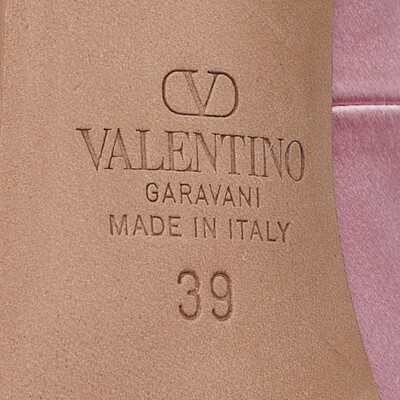 V
VALENTINO
GARAVANI
MADE IN ITALY
39